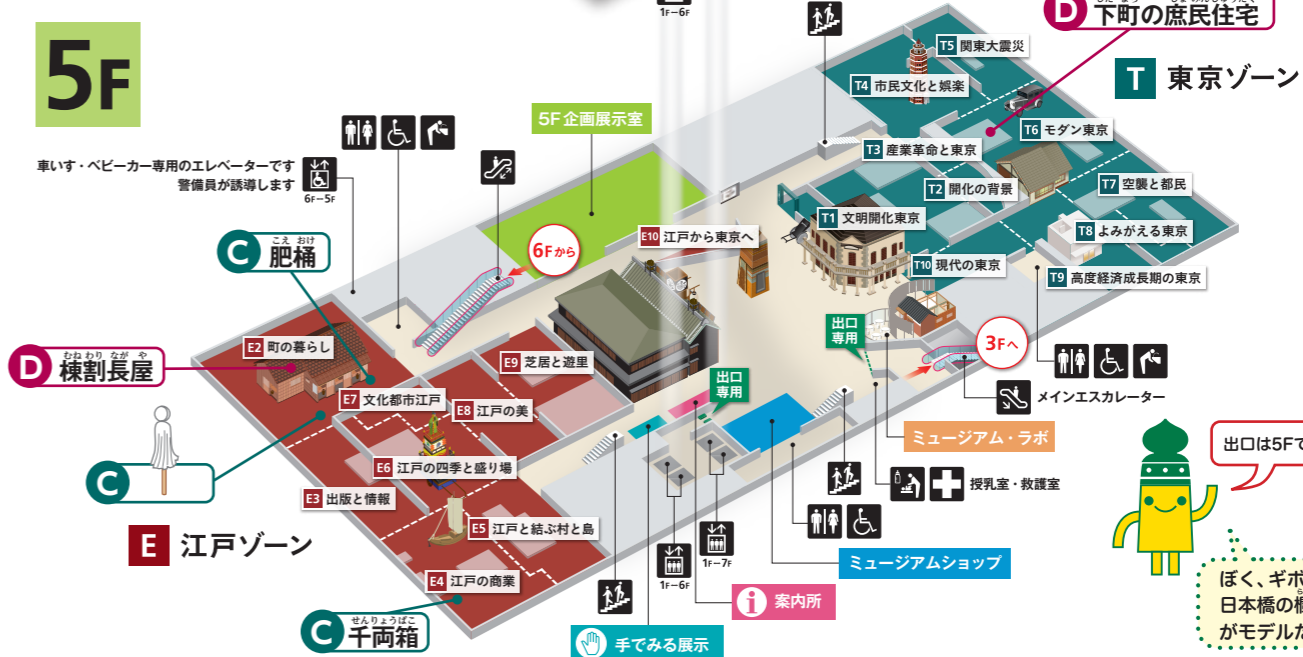 1F−6F
したまち しょみんじゅうたく
D 下町の庶民住宅
5F
T5 関東大震災
T 東京ゾーン
T4 市民文化と娯楽
5F企画展示室
T6 モダン東京
車いす・ベビーカー専用のエレベーターです
警備員が誘導します
6F−5F
T3 産業革命と東京
T2 開化の背景
T7 空襲と都民
T1 文明開化東京
E10 江戸から東京へ
T8 よみがえる東京
こえ おけ
C 肥桶
6Fから
T10 現代の東京
T9 高度経済成長期の東京
出口
専用
3Fへ
E2 町の暮らし
むねわりなが や
D 棟割長屋
E9 芝居と遊里
出口
専用
E7 文化都市江戸
E8 江戸の美
メインエスカレーター
ミュージアム・ラボ
出口は5Fで
E6 江戸の四季と盛り場
C
E3 出版と情報
授乳室・救護室
E5 江戸と結ぶ村と島
E 江戸ゾーン
1F−7F
1F−6F
ミュージアムショップ
E4 江戸の商業
i 案内所
せんりょうばこ
C 千両箱
手でみる展示
ぼく、ギボ
日本橋の
がモデルだ